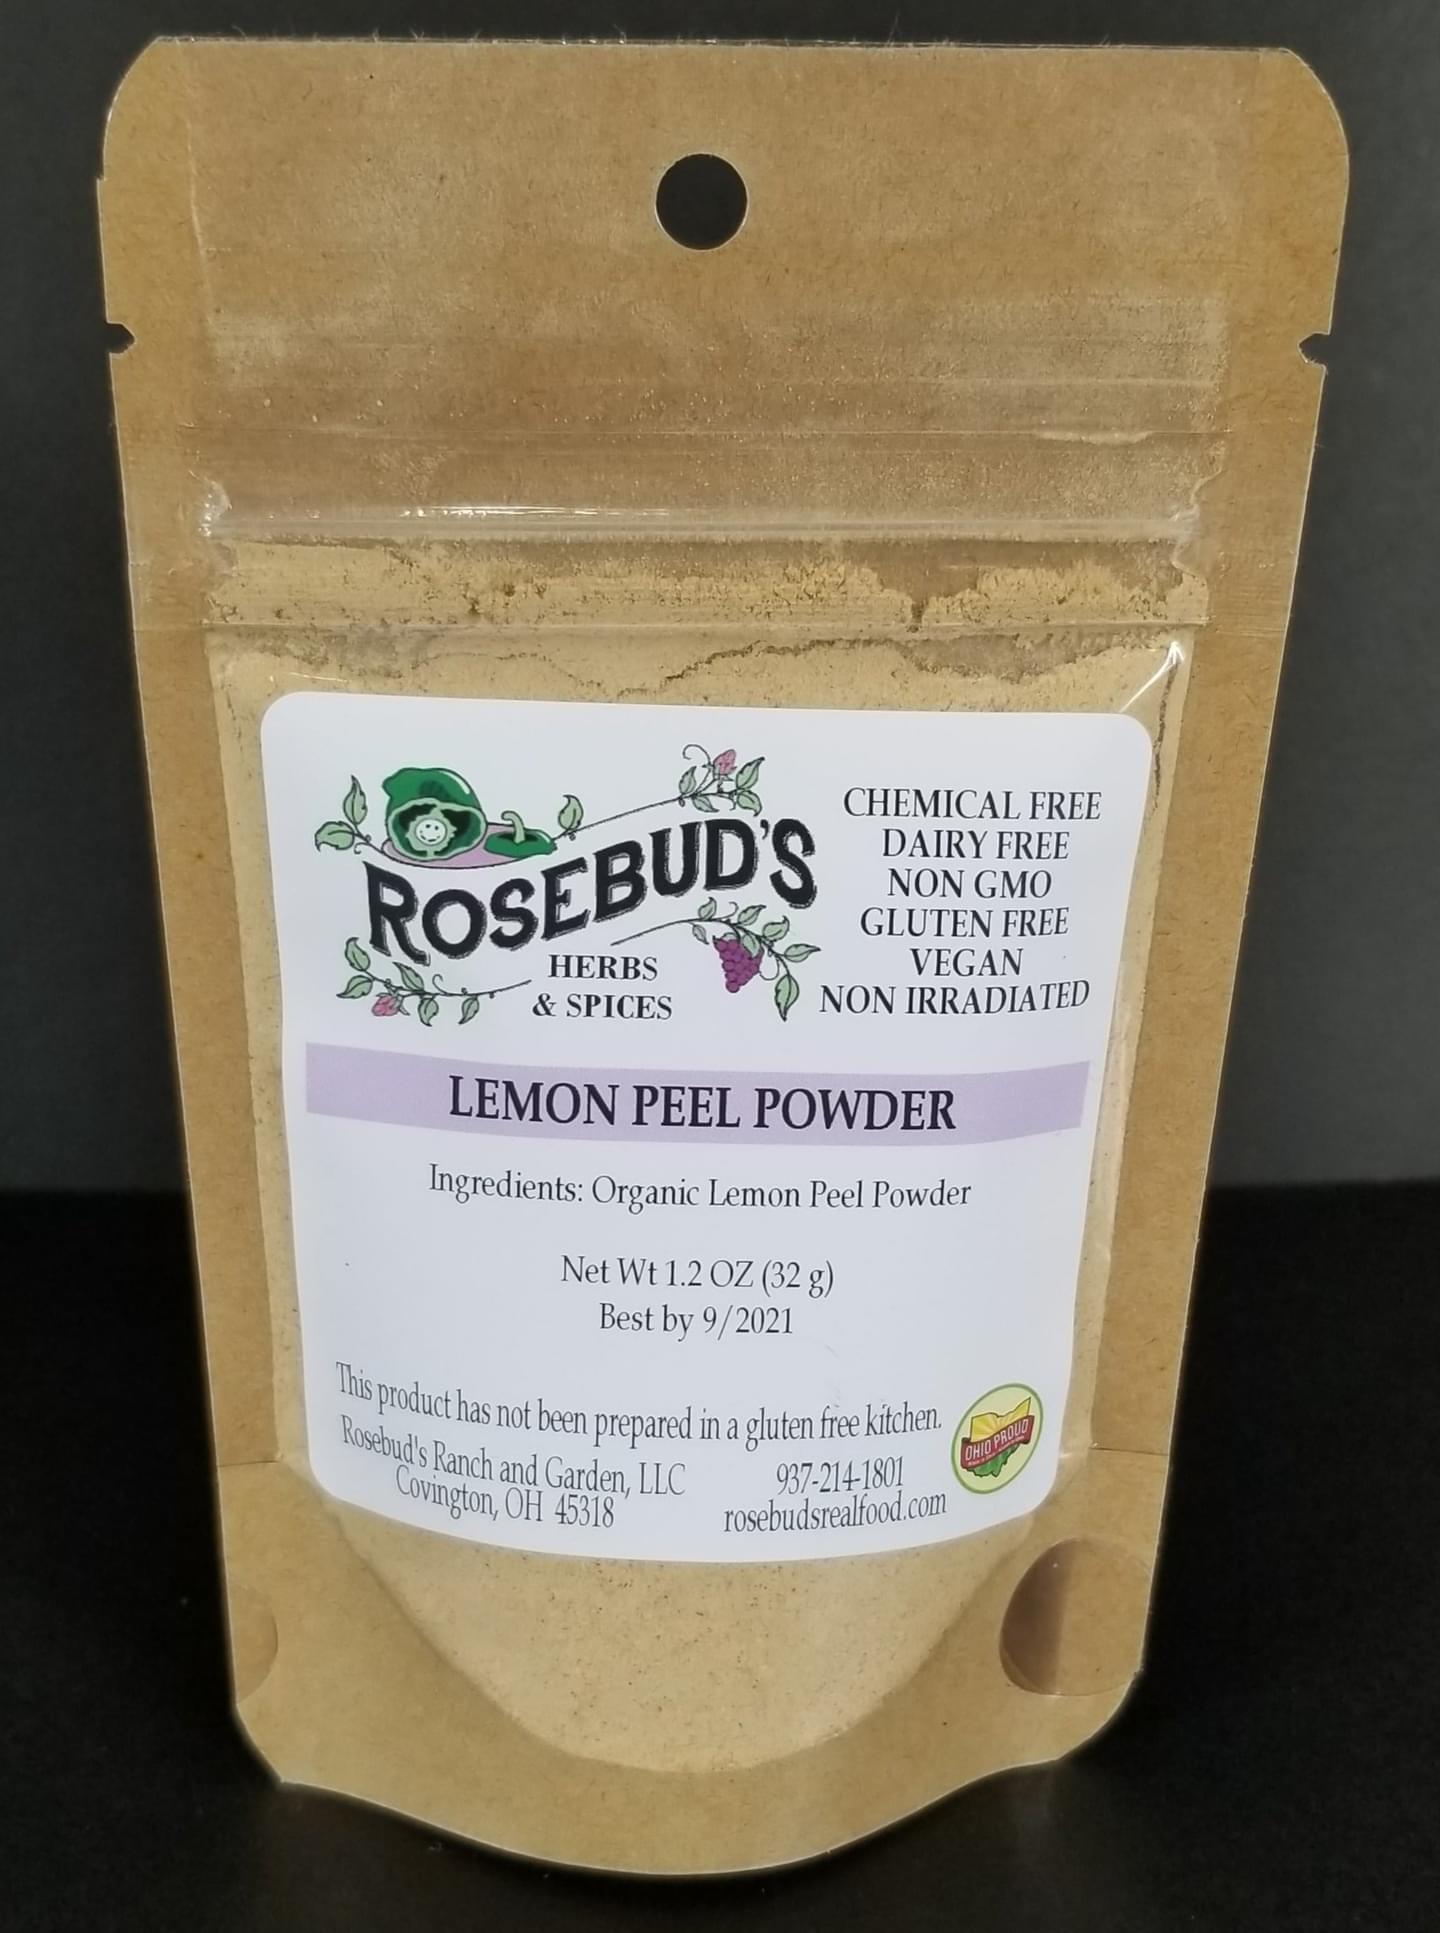 ROSEBUD'S
HERBS
& SPICES
CHEMICAL FREE
DAIRY FREE
NON GMO
GLUTEN FREE
VEGAN
NON IRRADIATED
LEMON PEEL POWDER
Ingredients: Organic Lemon Peel Powder
Net Wt 1.2 OZ (32 g)
Best by 9/2021
This product has not been prepared in a gluten free kitchen.
Rosebud's Ranch and Garden, LLC
Covington, OH 45318
937-214-1801
rosebudsrealfood.com
OHIO PROUD